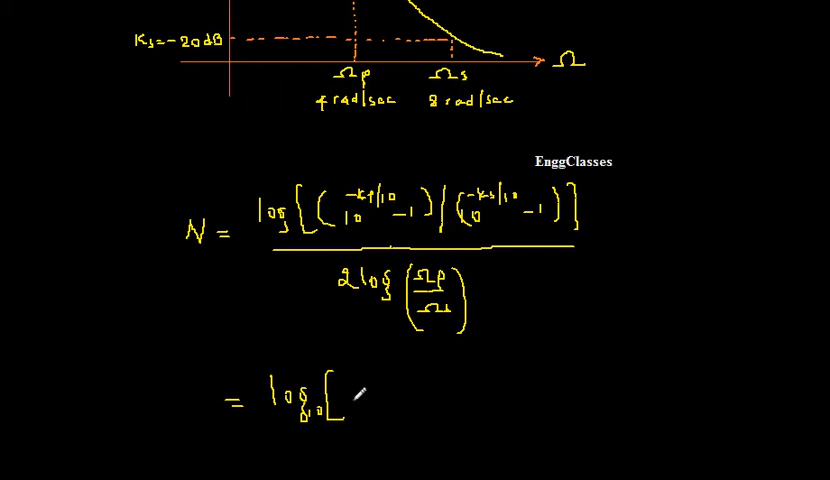 Ks=-20dB
Ω
Ωp Ωs
4 rad/sec 8 rad/sec
EnggClasses
N = log[(10^(-Kp/10) -1)/(10^(-Ks/10) -1)]
2 log (Ωp/Ωs)
= log10 [